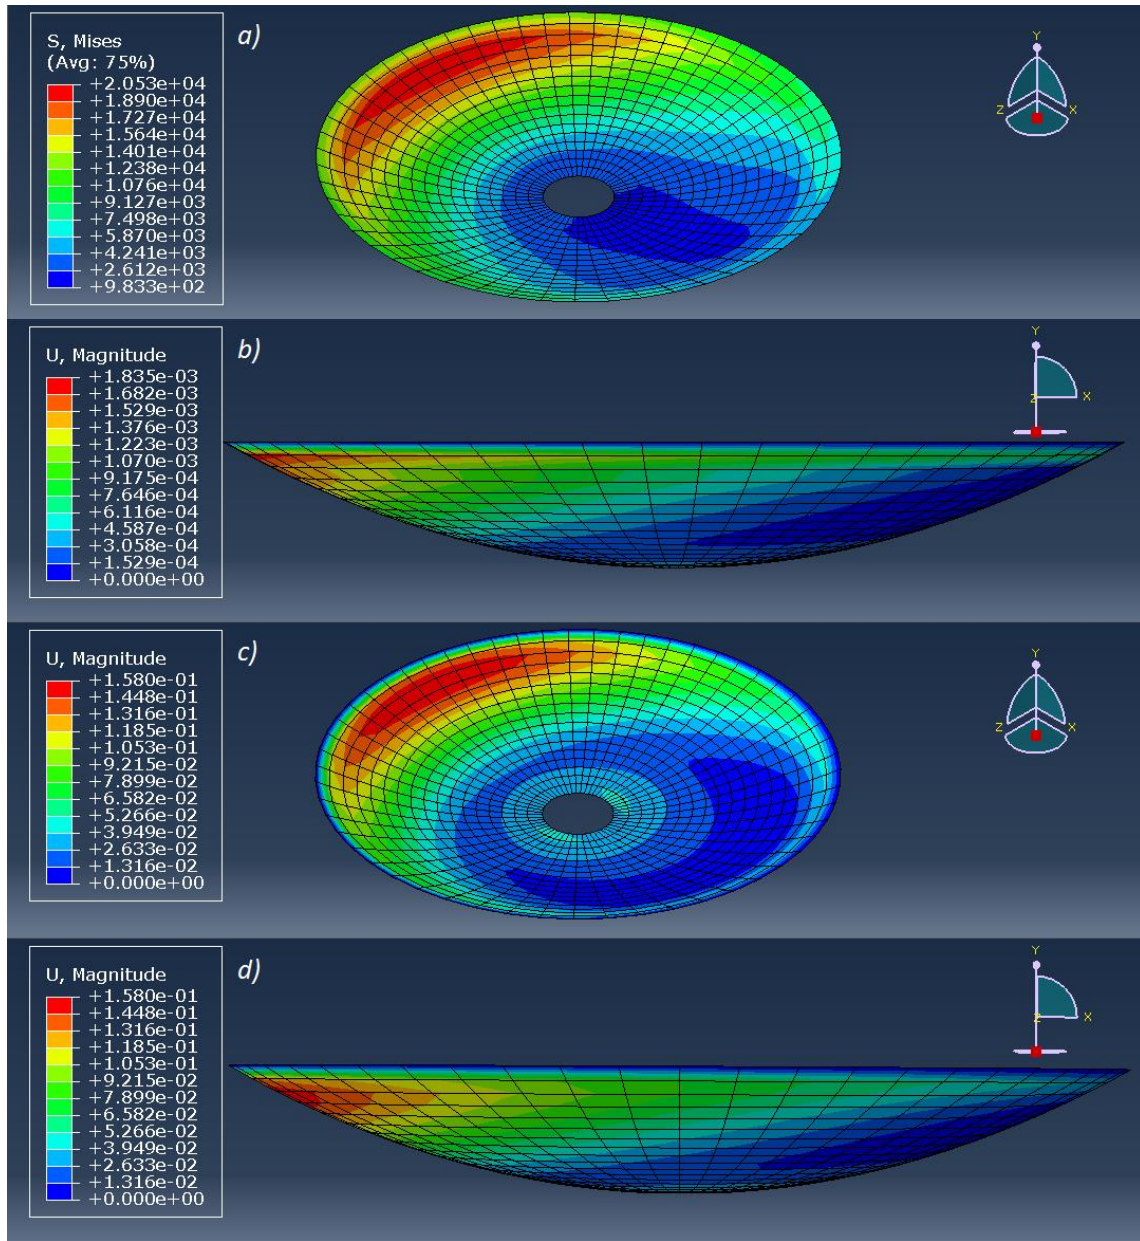 a)
S, Mises
(Avg: 75%)
+2.053e+04
+1.890e+04
+1.727e+04
+1.564e+04
+1.401e+04
+1.238e+04
+1.076e+04
+9.127e+03
+7.498e+03
+5.870e+03
+4.241e+03
+2.612e+03
+9.833e+02
Y
Z X
b)
U, Magnitude
+1.835e-03
+1.682e-03
+1.529e-03
+1.376e-03
+1.223e-03
+1.070e-03
+9.175e-04
+7.646e-04
+6.116e-04
+4.587e-04
+3.058e-04
+1.529e-04
+0.000e+00
Y
Z X
c)
U, Magnitude
+1.580e-01
+1.448e-01
+1.316e-01
+1.185e-01
+1.053e-01
+9.215e-02
+7.899e-02
+6.582e-02
+5.266e-02
+3.949e-02
+2.633e-02
+1.316e-02
+0.000e+00
Y
Z X
d)
U, Magnitude
+1.580e-01
+1.448e-01
+1.316e-01
+1.185e-01
+1.053e-01
+9.215e-02
+7.899e-02
+6.582e-02
+5.266e-02
+3.949e-02
+2.633e-02
+1.316e-02
+0.000e+00
Y
Z X